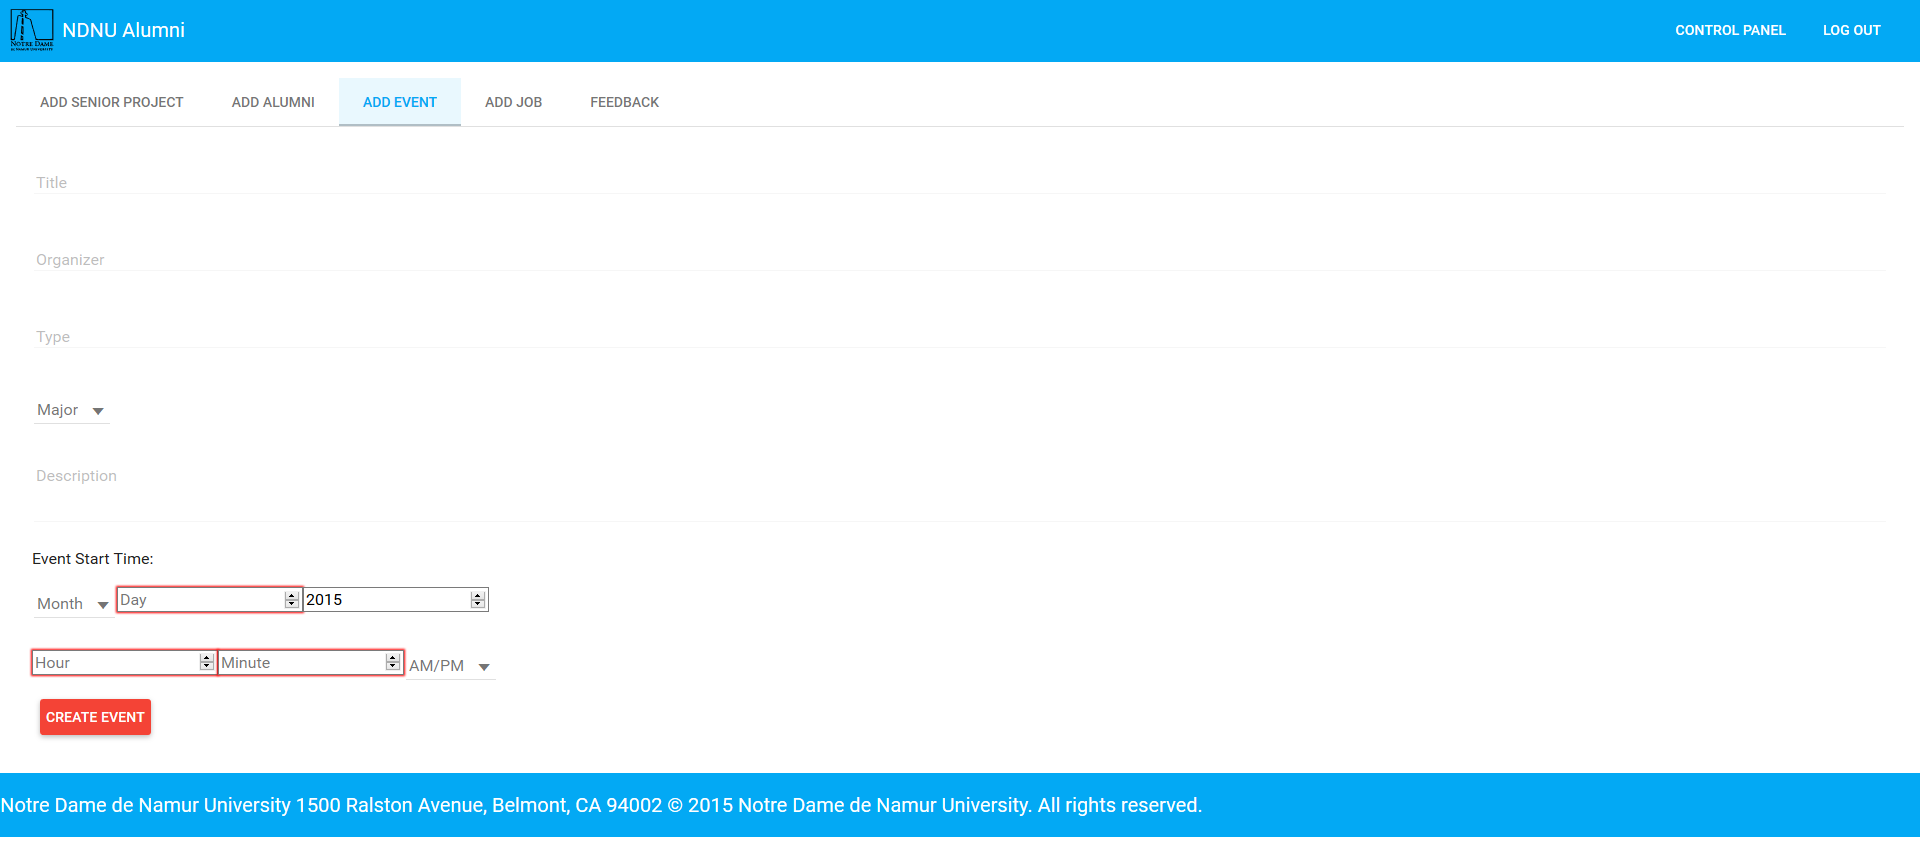 NOTRE DAME
NDNU Alumni
CONTROL PANEL LOG OUT
ADD SENIOR PROJECT ADD ALUMNI ADD EVENT ADD JOB FEEDBACK
Title
Organizer
Type
Major
Description
Event Start Time:
Month Day 2015
Hour Minute AM/PM
CREATE EVENT
Notre Dame de Namur University 1500 Ralston Avenue, Belmont, CA 94002 © 2015 Notre Dame de Namur University. All rights reserved.